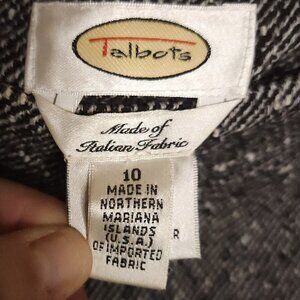 Talbots
Made of
Italian Fabric
10
MADE IN
NORTHERN
MARIANA
ISLANDS
(U.S.A.)
OF IMPORTED
FABRIC
R